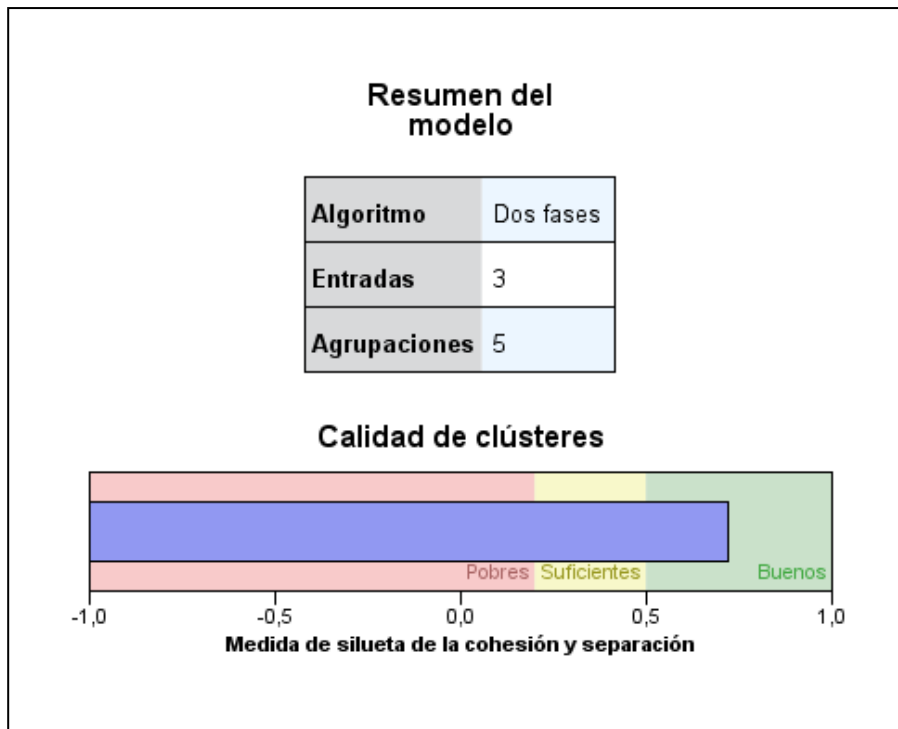 Resumen del
modelo
Algoritmo Dos fases
Entradas 3
Agrupaciones 5
Calidad de clústeres
Pobres Suficientes Buenos
-1,0 -0,5 0,0 0,5 1,0
Medida de silueta de la cohesión y separación